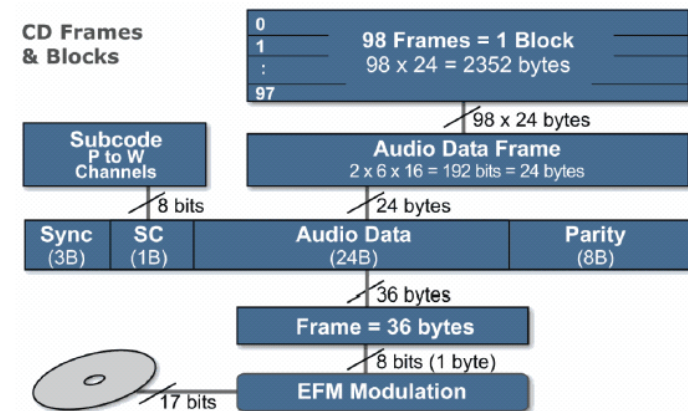 CD Frames
& Blocks
0
1
:
97
98 Frames = 1 Block
98 x 24 = 2352 bytes
98 x 24 bytes
Subcode
P to W
Channels
Audio Data Frame
2 x 6 x 16 = 192 bits = 24 bytes
8 bits
24 bytes
Sync
(3B)
SC
(1B)
Audio Data
(24B)
Parity
(8B)
36 bytes
Frame = 36 bytes
8 bits (1 byte)
EFM Modulation
17 bits